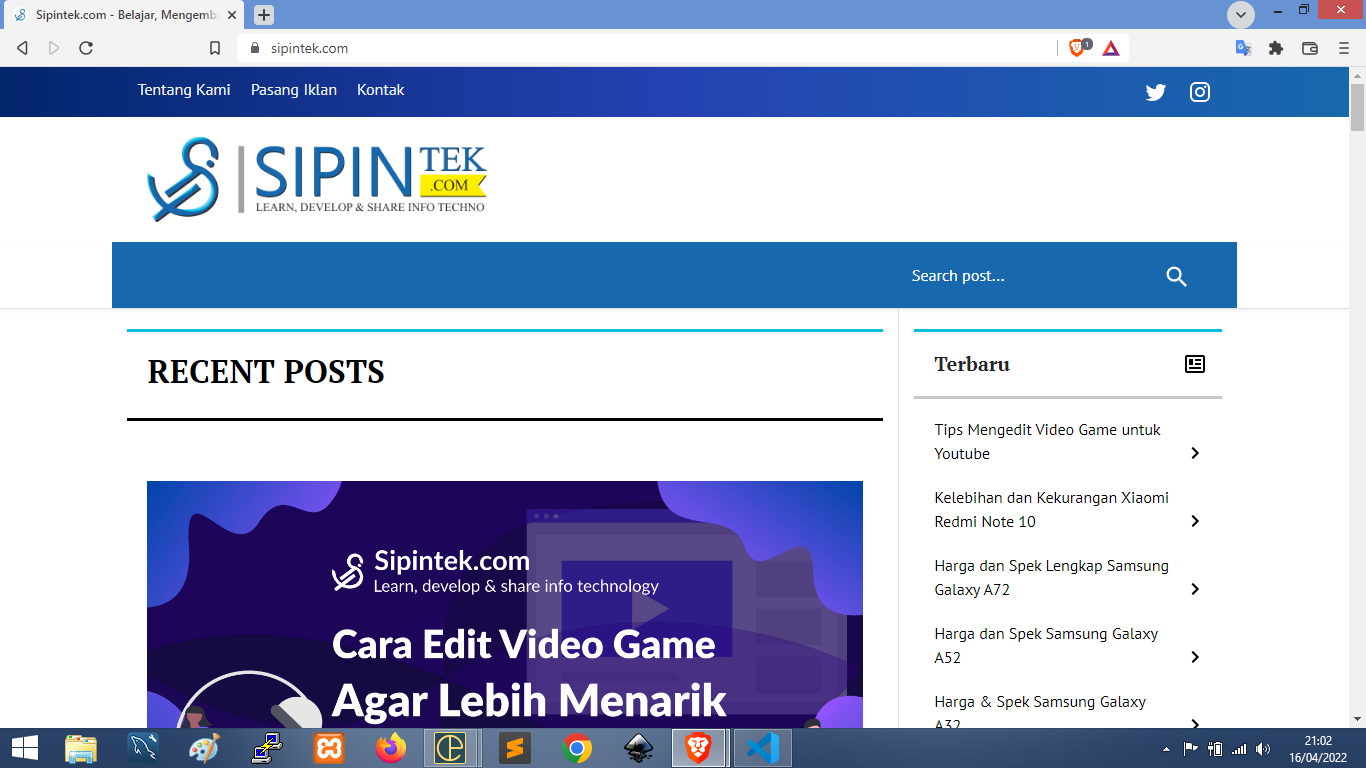 Sipintek.com - Belajar, Mengemb
sipintek.com
1
Tentang Kami
Pasang Iklan
Kontak
SIPINTEK
.COM
LEARN, DEVELOP & SHARE INFO TECHNO
Search post...
RECENT POSTS
Sipintek.com
Learn, develop & share info technology
Cara Edit Video Game
Agar Lebih Menarik
Terbaru
Tips Mengedit Video Game untuk
Youtube
Kelebihan dan Kekurangan Xiaomi
Redmi Note 10
Harga dan Spek Lengkap Samsung
Galaxy A72
Harga dan Spek Samsung Galaxy
A52
Harga & Spek Samsung Galaxy
A32
21:02
16/04/2022